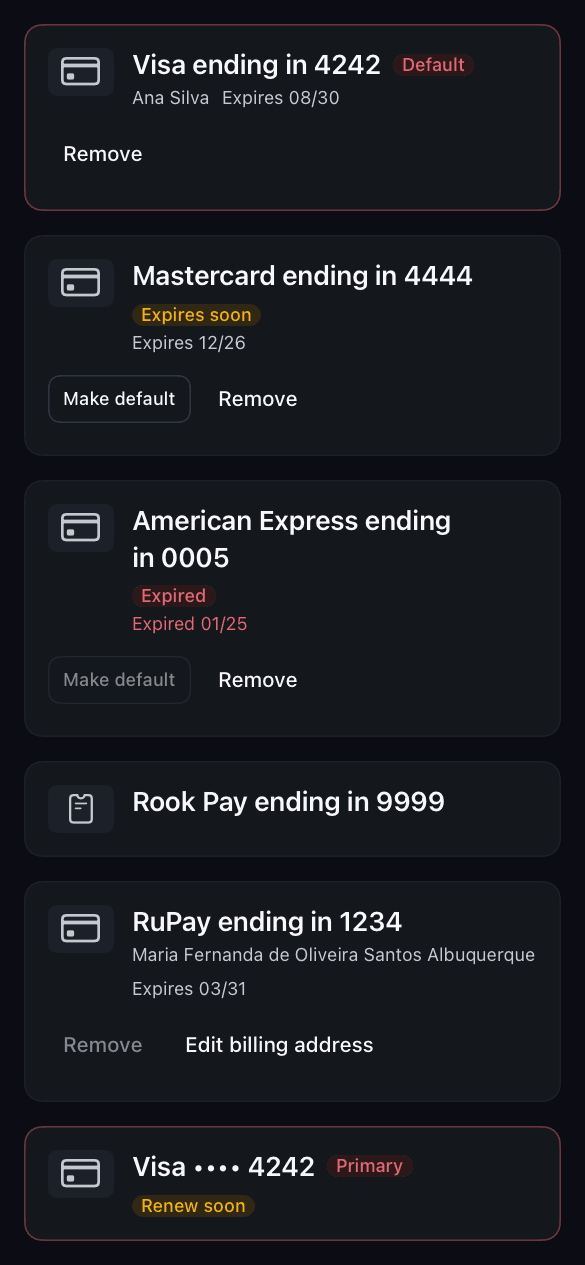 Visa ending in 4242 Default
Ana Silva Expires 08/30
Remove
Mastercard ending in 4444
Expires soon
Expires 12/26
Make default Remove
American Express ending
in 0005
Expired
Expired 01/25
Make default Remove
Rook Pay ending in 9999
RuPay ending in 1234
Maria Fernanda de Oliveira Santos Albuquerque
Expires 03/31
Remove Edit billing address
Visa •••• 4242 Primary
Renew soon